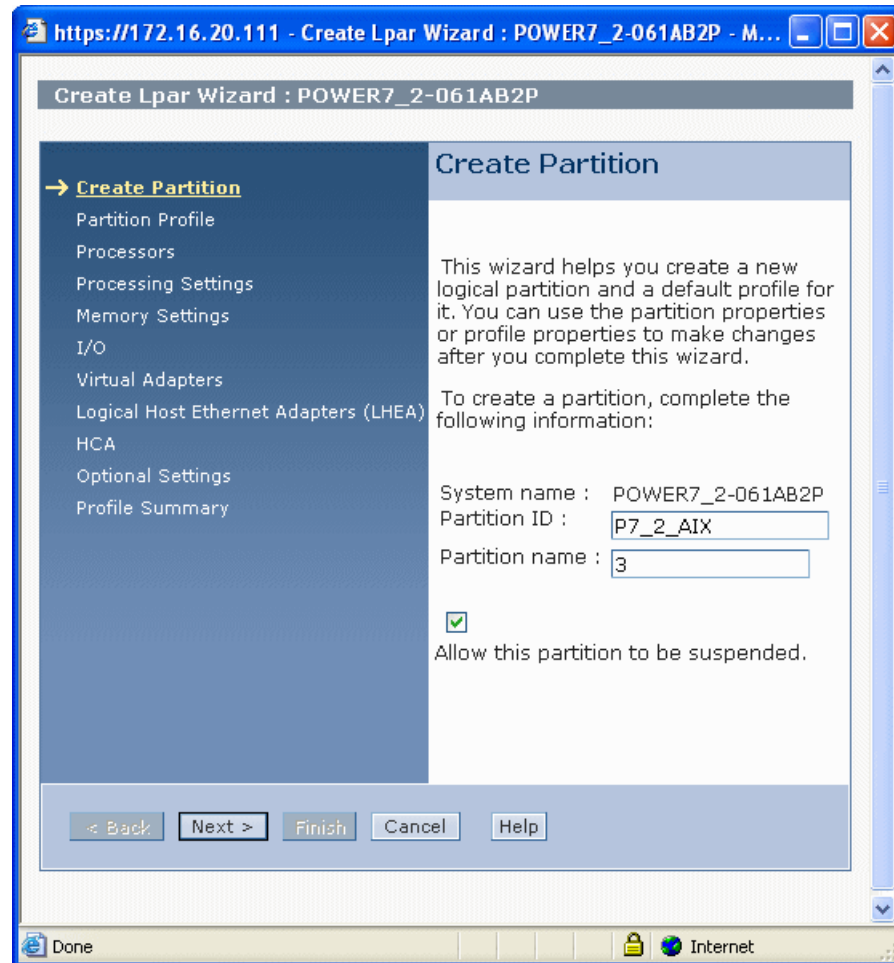 https://172.16.20.111 - Create Lpar Wizard : POWER7_2-061AB2P - M...
Create Lpar Wizard : POWER7_2-061AB2P
→ Create Partition
Partition Profile
Processors
Processing Settings
Memory Settings
I/O
Virtual Adapters
Logical Host Ethernet Adapters (LHEA)
HCA
Optional Settings
Profile Summary
Create Partition
This wizard helps you create a new
logical partition and a default profile for
it. You can use the partition properties
or profile properties to make changes
after you complete this wizard.
To create a partition, complete the
following information:
System name : POWER7_2-061AB2P
Partition ID : P7_2_AIX
Partition name : 3
Allow this partition to be suspended.
< Back Next > Finish Cancel Help
Done Internet